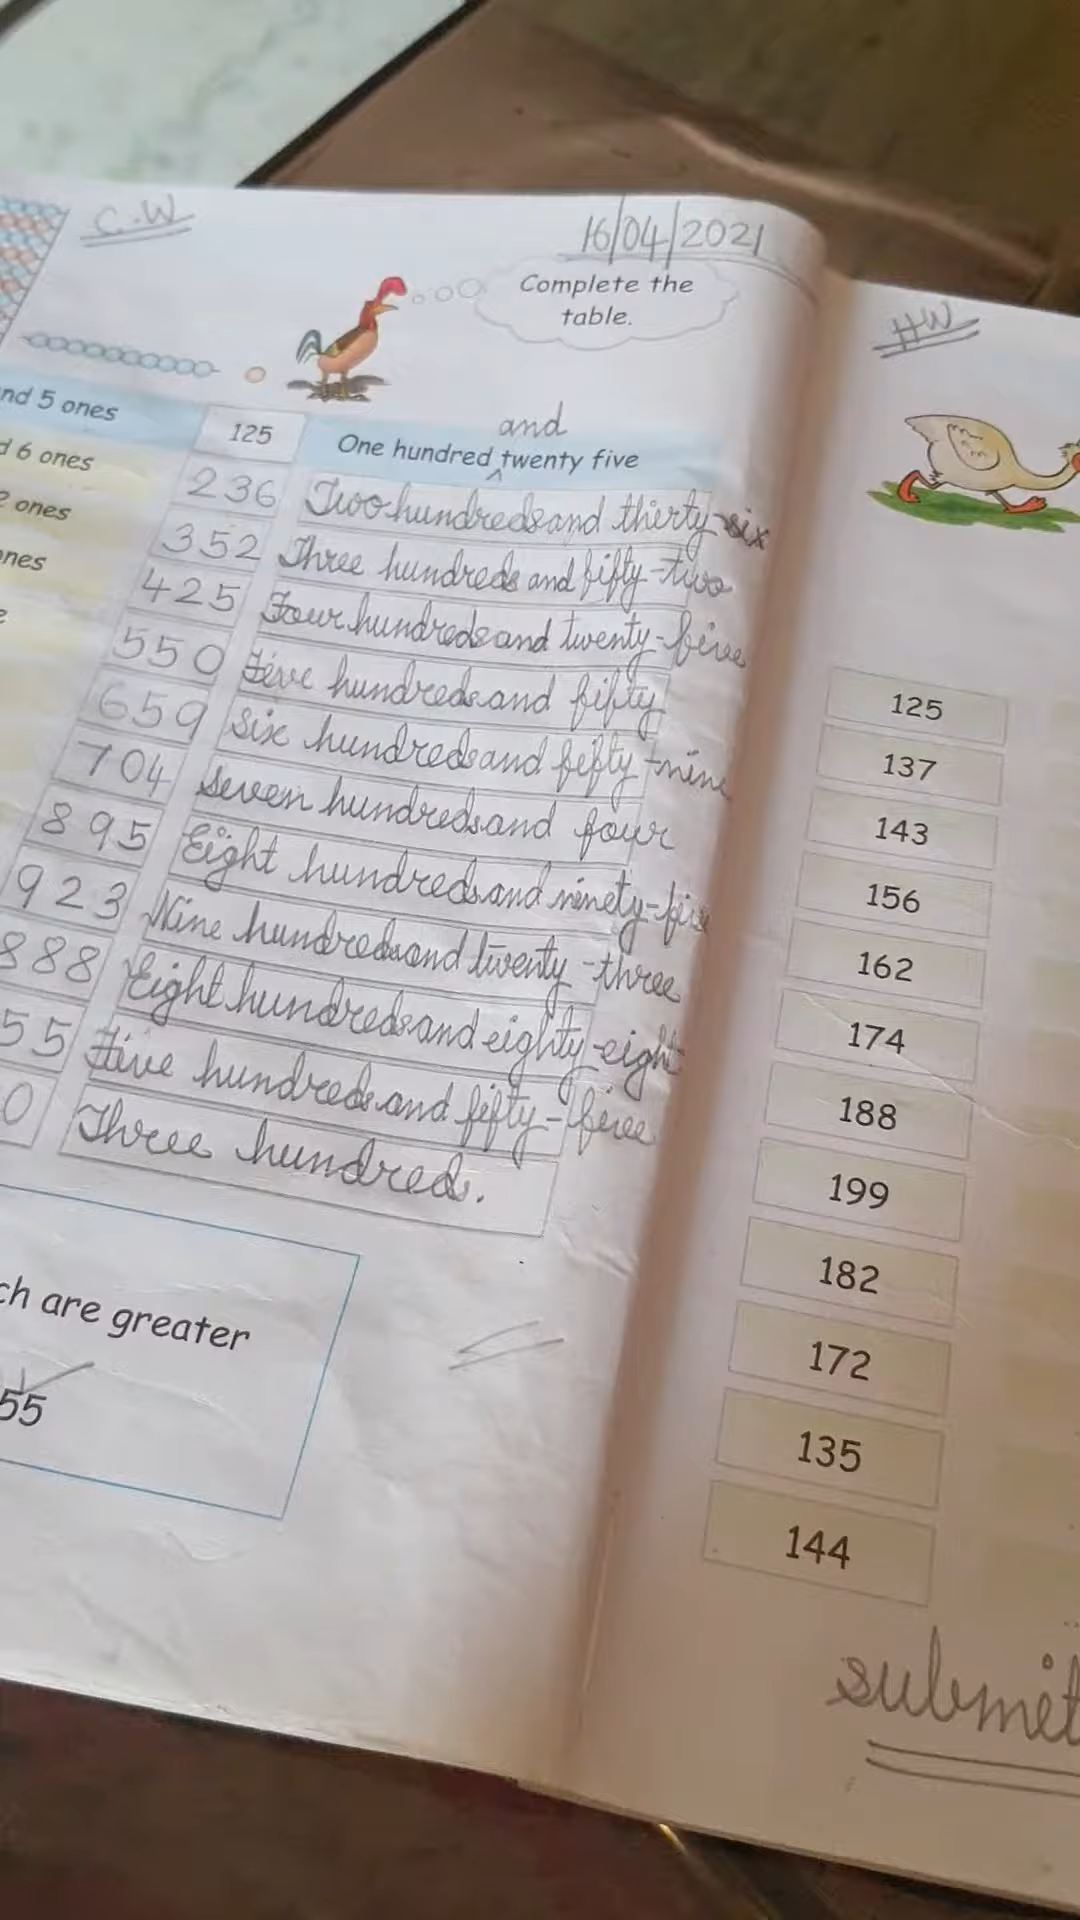 C.W
16/04/2021
Complete the
table.
and
nd 5 ones 125 One hundred twenty five
d 6 ones 236 Two hundreds and thirty-six
2 ones 352 Three hundreds and fifty-two
ones 425 Four hundreds and twenty-five
550 Five hundreds and fifty
659 Six hundreds and fifty-nine
704 Seven hundreds and four
895 Eight hundreds and ninety-five
923 Nine hundreds and twenty-three
888 Eight hundreds and eighty-eight
55 Five hundreds and fifty-five
0 Three hundreds.
ch are greater
55
HW
125
137
143
156
162
174
188
199
182
172
135
144
submit